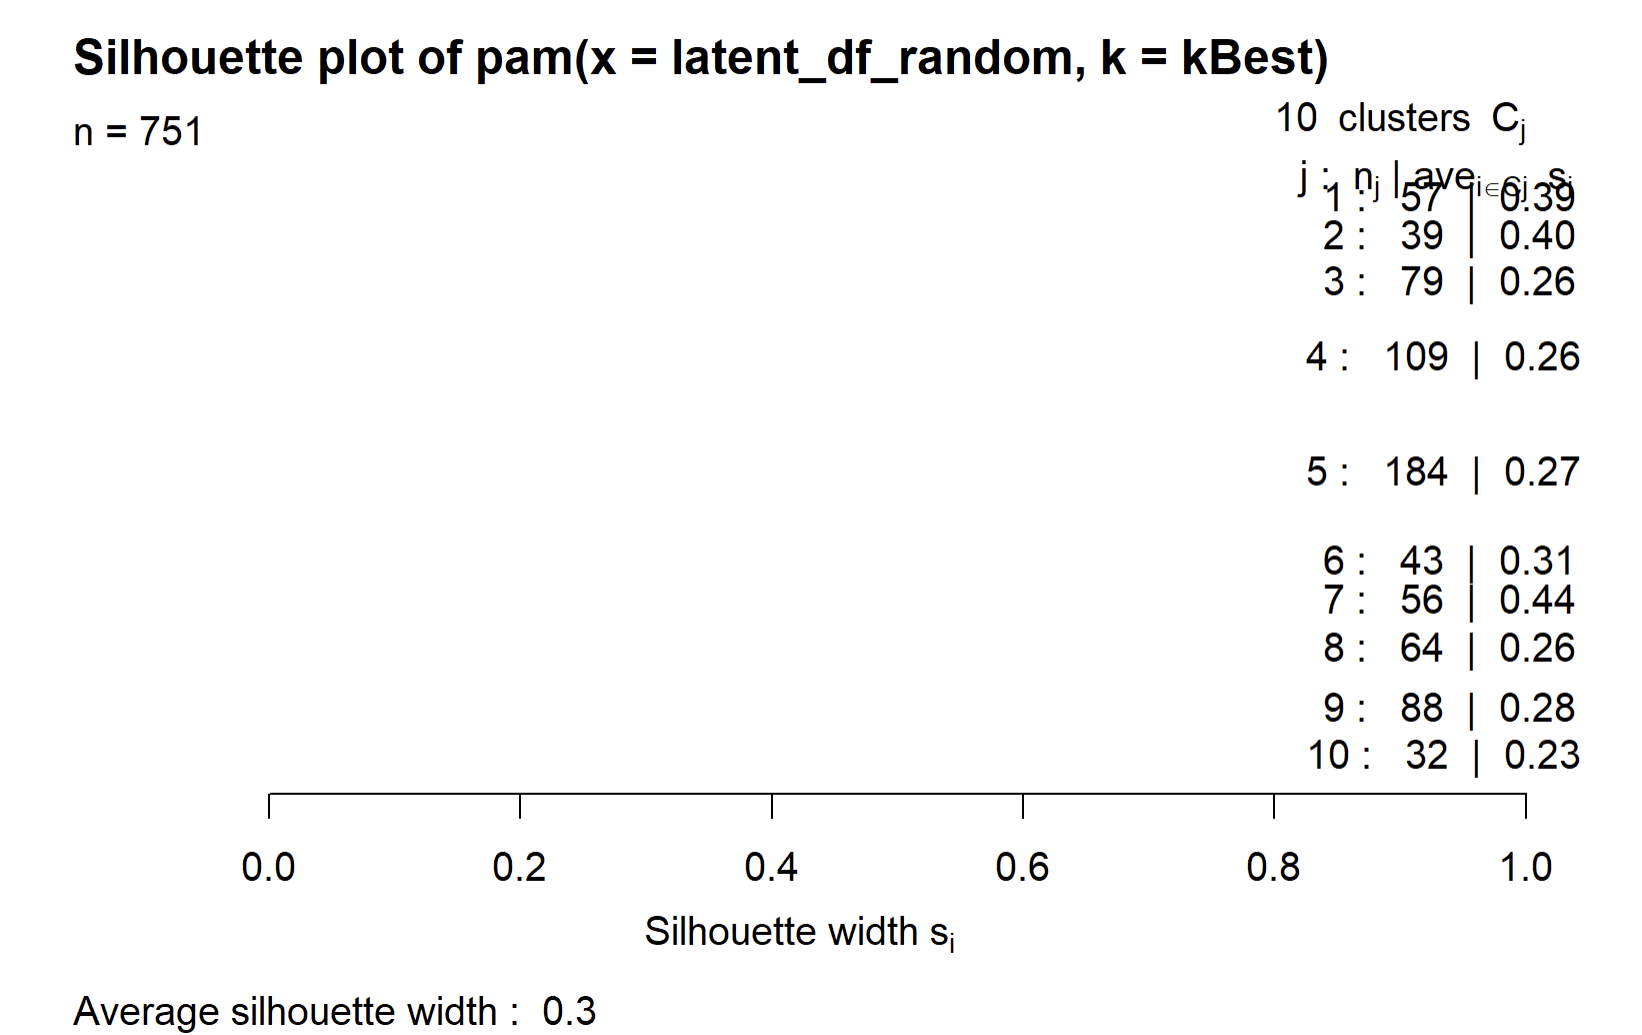 Silhouette plot of pam(x = latent_df_random, k = kBest)
n = 751
10 clusters Cj
j : nj | avei∈Cj si
1 : 57 | 0.39
2 : 39 | 0.40
3 : 79 | 0.26
4 : 109 | 0.26
5 : 184 | 0.27
6 : 43 | 0.31
7 : 56 | 0.44
8 : 64 | 0.26
9 : 88 | 0.28
10 : 32 | 0.23
0.0 0.2 0.4 0.6 0.8 1.0
Silhouette width si
Average silhouette width : 0.3